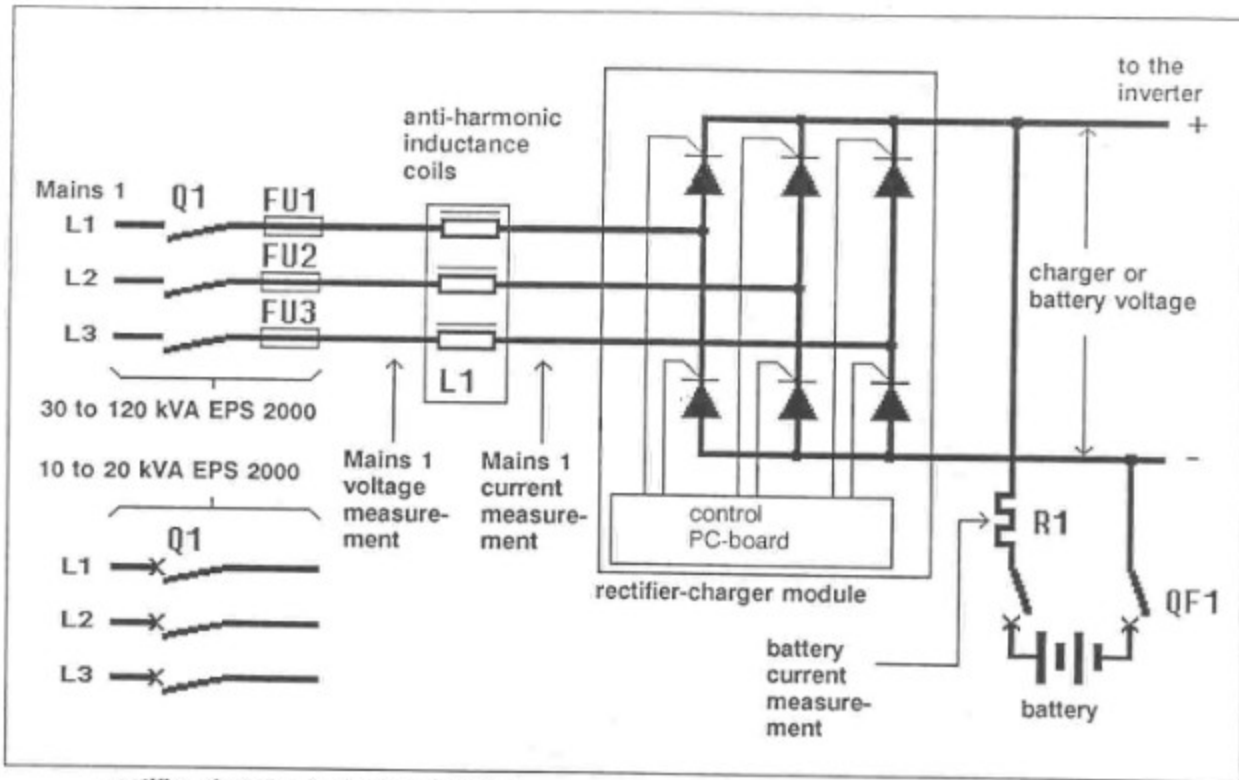 to the
inverter
+
anti-harmonic
inductance
coils
Mains 1
Q1
FU1
L1
FU2
L2
FU3
L3
charger or
battery voltage
L1
30 to 120 kVA EPS 2000
10 to 20 kVA EPS 2000
Mains 1
voltage
measure-
ment
Mains 1
current
measure-
ment
-
control
PC-board
R1
rectifier-charger module
Q1
L1
L2
L3
QF1
battery
current
measure-
ment
battery